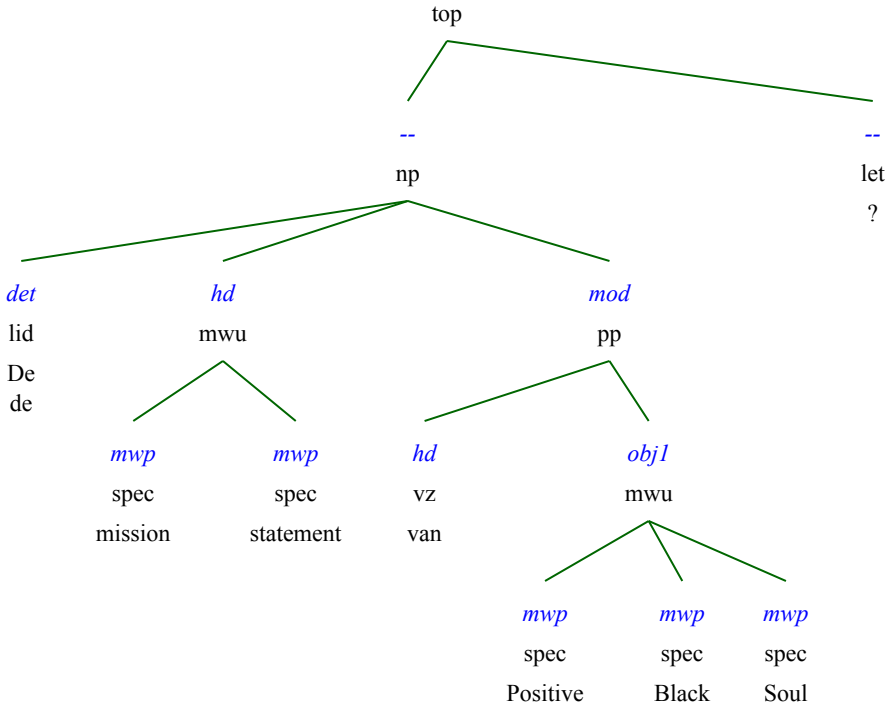 top
-- --
np let
?
det hd mod
lid mwu pp
De
de
mwp mwp hd obj1
spec spec vz mwu
mission statement van
mwp mwp mwp
spec spec spec
Positive Black Soul